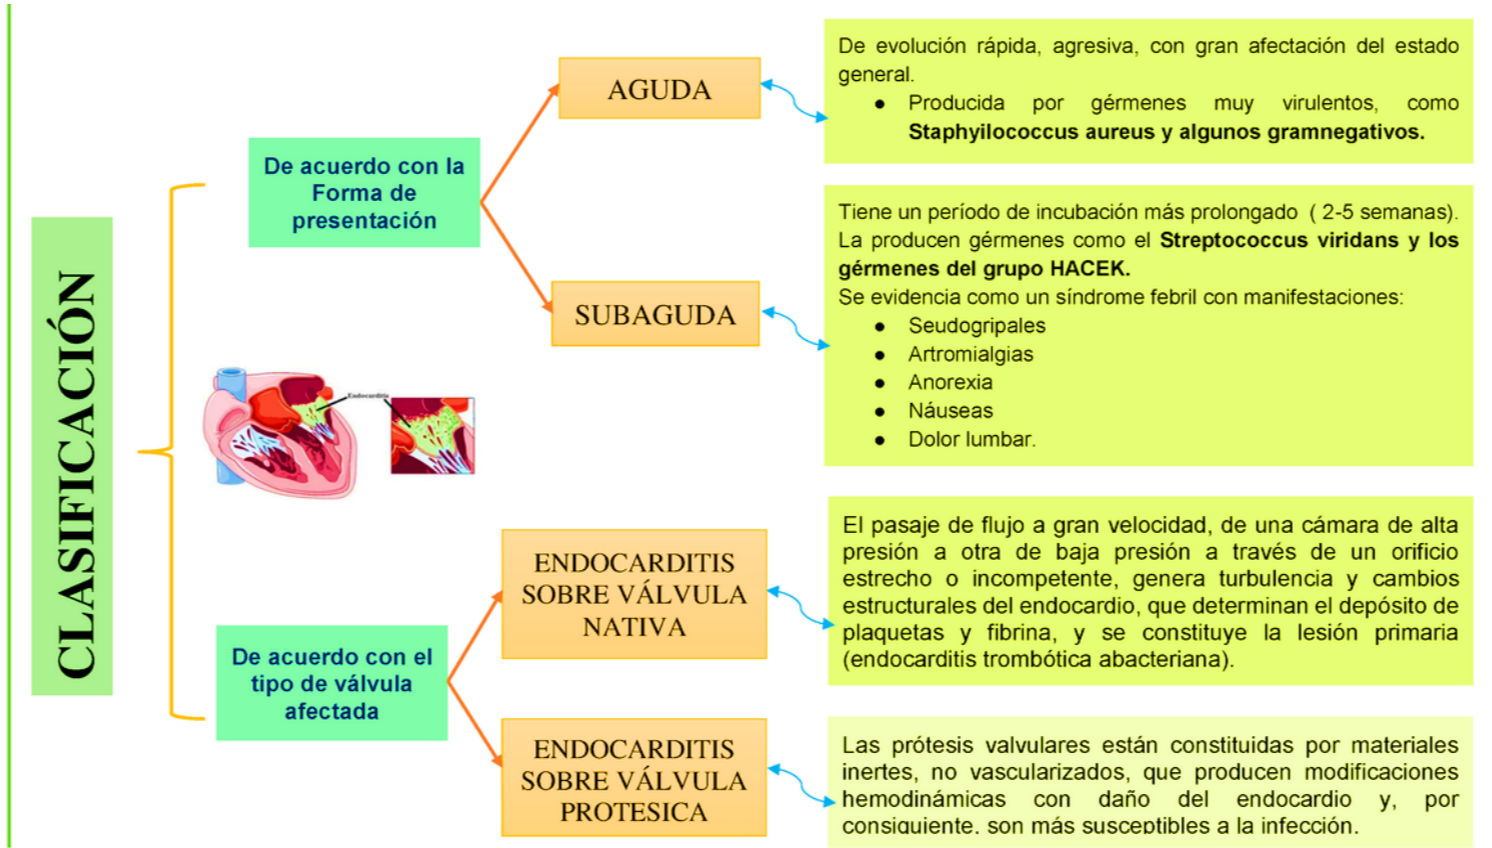 CLASIFICACIÓN
De acuerdo con la
Forma de
presentación
AGUDA
De evolución rápida, agresiva, con gran afectación del estado
general.
● Producida por gérmenes muy virulentos, como
Staphyilococcus aureus y algunos gramnegativos.
SUBAGUDA
Tiene un período de incubación más prolongado ( 2-5 semanas).
La producen gérmenes como el Streptococcus viridans y los
gérmenes del grupo HACEK.
Se evidencia como un síndrome febril con manifestaciones:
● Seudogripales
● Artromialgias
● Anorexia
● Náuseas
● Dolor lumbar.
Endocarditis
De acuerdo con el
tipo de válvula
afectada
ENDOCARDITIS
SOBRE VÁLVULA
NATIVA
El pasaje de flujo a gran velocidad, de una cámara de alta
presión a otra de baja presión a través de un orificio
estrecho o incompetente, genera turbulencia y cambios
estructurales del endocardio, que determinan el depósito de
plaquetas y fibrina, y se constituye la lesión primaria
(endocarditis trombótica abacteriana).
ENDOCARDITIS
SOBRE VÁLVULA
PROTESICA
Las prótesis valvulares están constituidas por materiales
inertes, no vascularizados, que producen modificaciones
hemodinámicas con daño del endocardio y, por
consiguiente, son más susceptibles a la infección.